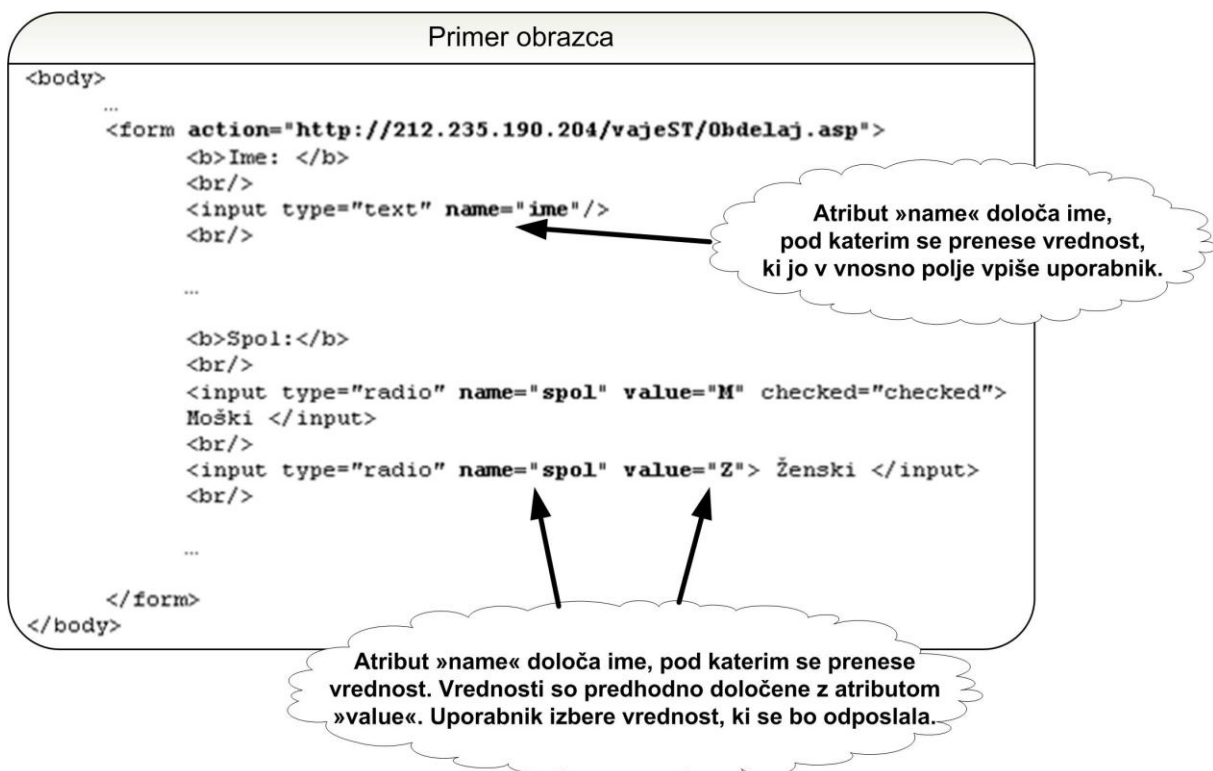 Primer obrazca
<body>
...
<form action="http://212.235.190.204/vajeST/Obdelaj.asp">
<b>Ime: </b>
<br/>
<input type="text" name="ime"/>
<br/>
Atribut »name« določa ime,
pod katerim se prenese vrednost,
ki jo v vnosno polje vpiše uporabnik.
...
<b>Spol:</b>
<br/>
<input type="radio" name="spol" value="M" checked="checked">
Moški </input>
<br/>
<input type="radio" name="spol" value="Z"> Ženski </input>
<br/>
...
</form>
</body>
Atribut »name« določa ime, pod katerim se prenese
vrednost. Vrednosti so predhodno določene z atributom
»value«. Uporabnik izbere vrednost, ki se bo odposlala.